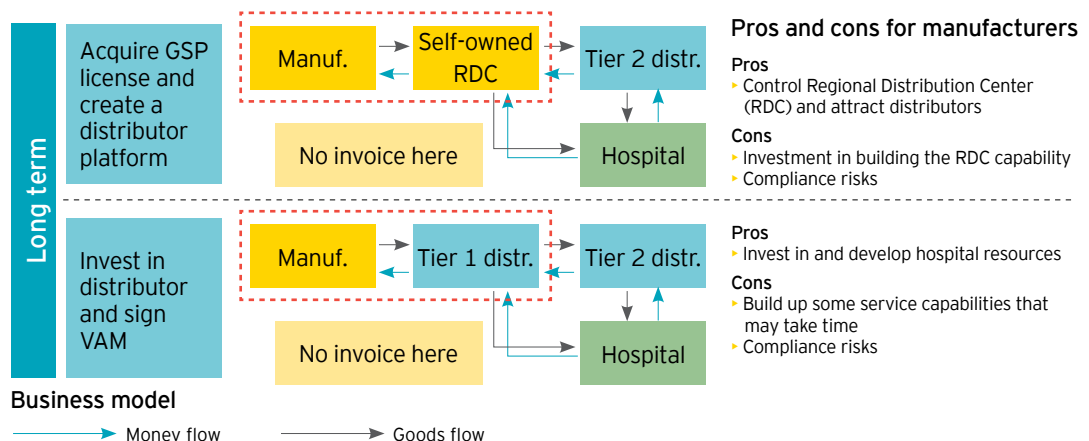 Long term
Acquire GSP
license and
create a
distributor
platform
Manuf.
Self-owned
RDC
Tier 2 distr.
No invoice here
Hospital
Pros and cons for manufacturers
Pros
▸ Control Regional Distribution Center
(RDC) and attract distributors
Cons
▸ Investment in building the RDC capability
▸ Compliance risks
Invest in
distributor
and sign
VAM
Manuf.
Tier 1 distr.
Tier 2 distr.
No invoice here
Hospital
Pros
▸ Invest in and develop hospital resources
Cons
▸ Build up some service capabilities that
may take time
▸ Compliance risks
Business model
Money flow
Goods flow